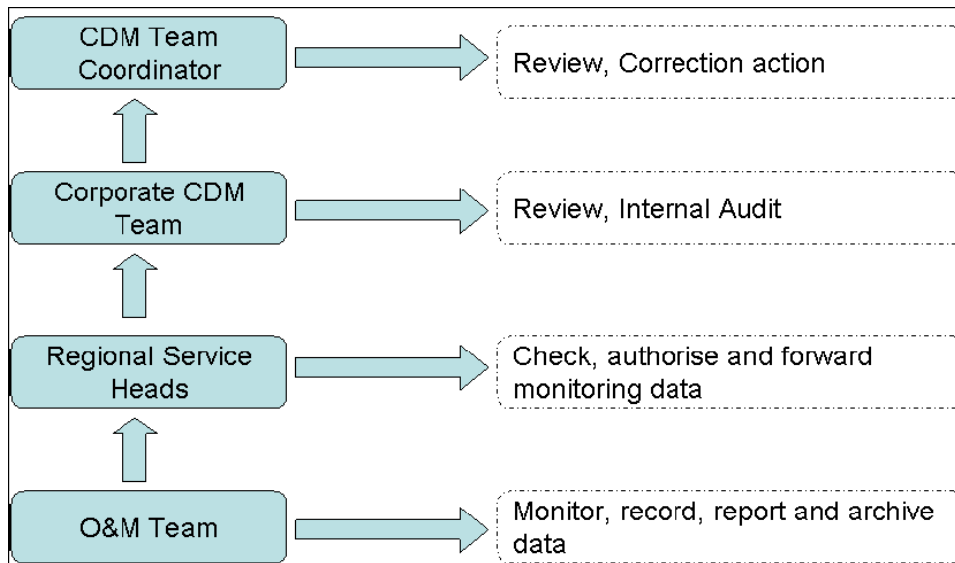 CDM Team
Coordinator
Review, Correction action
Corporate CDM
Team
Review, Internal Audit
Regional Service
Heads
Check, authorise and forward
monitoring data
O&M Team
Monitor, record, report and archive
data